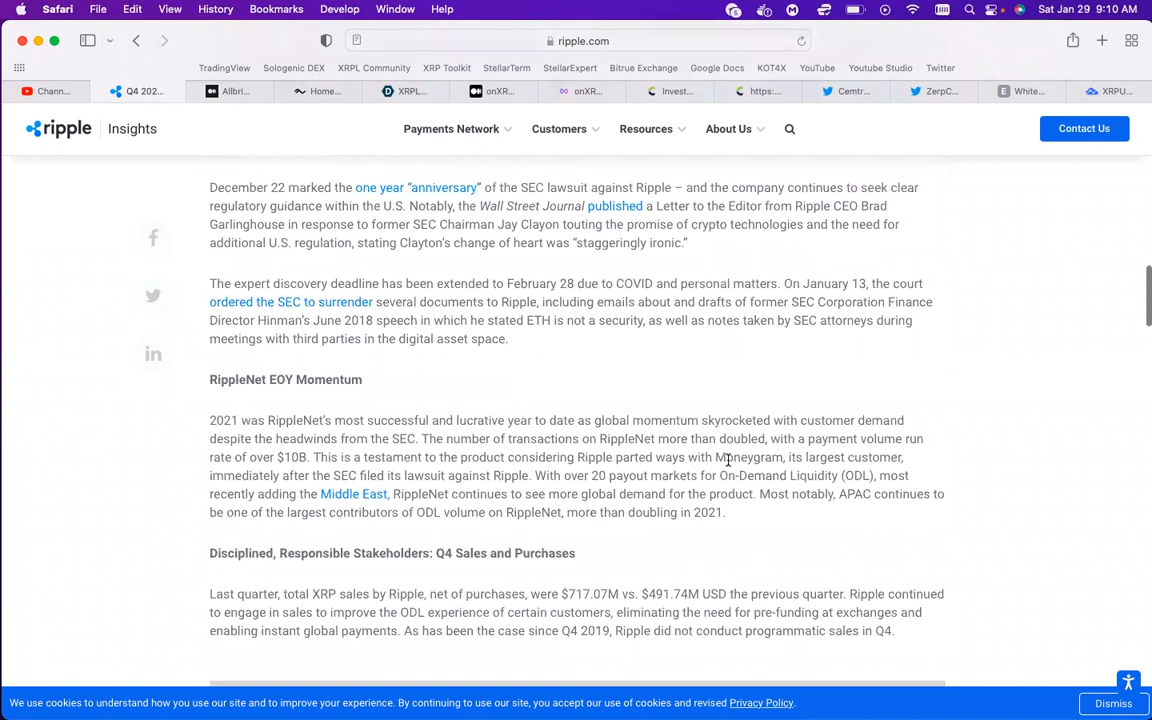 Safari File Edit View History Bookmarks Develop Window Help Sat Jan 29 9:10 AM
ripple.com
TradingView Sologenic DEX XRPL Community XRP Toolkit StellarTerm StellarExpert Bitrue Exchange Google Docs KOT4X YouTube Youtube Studio Twitter
Chann... Q4 202... Allbri... Home... XRPL... onXR... onXR... Invest... https:... Cemtr... ZerpC... White... XRPU...
ripple Insights Payments Network Customers Resources About Us Contact Us
December 22 marked the one year “anniversary” of the SEC lawsuit against Ripple – and the company continues to seek clear
regulatory guidance within the U.S. Notably, the Wall Street Journal published a Letter to the Editor from Ripple CEO Brad
Garlinghouse in response to former SEC Chairman Jay Clayon touting the promise of crypto technologies and the need for
additional U.S. regulation, stating Clayton’s change of heart was “staggeringly ironic.”
The expert discovery deadline has been extended to February 28 due to COVID and personal matters. On January 13, the court
ordered the SEC to surrender several documents to Ripple, including emails about and drafts of former SEC Corporation Finance
Director Hinman’s June 2018 speech in which he stated ETH is not a security, as well as notes taken by SEC attorneys during
meetings with third parties in the digital asset space.
RippleNet EOY Momentum
2021 was RippleNet’s most successful and lucrative year to date as global momentum skyrocketed with customer demand
despite the headwinds from the SEC. The number of transactions on RippleNet more than doubled, with a payment volume run
rate of over $10B. This is a testament to the product considering Ripple parted ways with Moneygram, its largest customer,
immediately after the SEC filed its lawsuit against Ripple. With over 20 payout markets for On-Demand Liquidity (ODL), most
recently adding the Middle East, RippleNet continues to see more global demand for the product. Most notably, APAC continues to
be one of the largest contributors of ODL volume on RippleNet, more than doubling in 2021.
Disciplined, Responsible Stakeholders: Q4 Sales and Purchases
Last quarter, total XRP sales by Ripple, net of purchases, were $717.07M vs. $491.74M USD the previous quarter. Ripple continued
to engage in sales to improve the ODL experience of certain customers, eliminating the need for pre-funding at exchanges and
enabling instant global payments. As has been the case since Q4 2019, Ripple did not conduct programmatic sales in Q4.
We use cookies to understand how you use our site and to improve your experience. By continuing to use our site, you accept our use of cookies and revised Privacy Policy. Dismiss